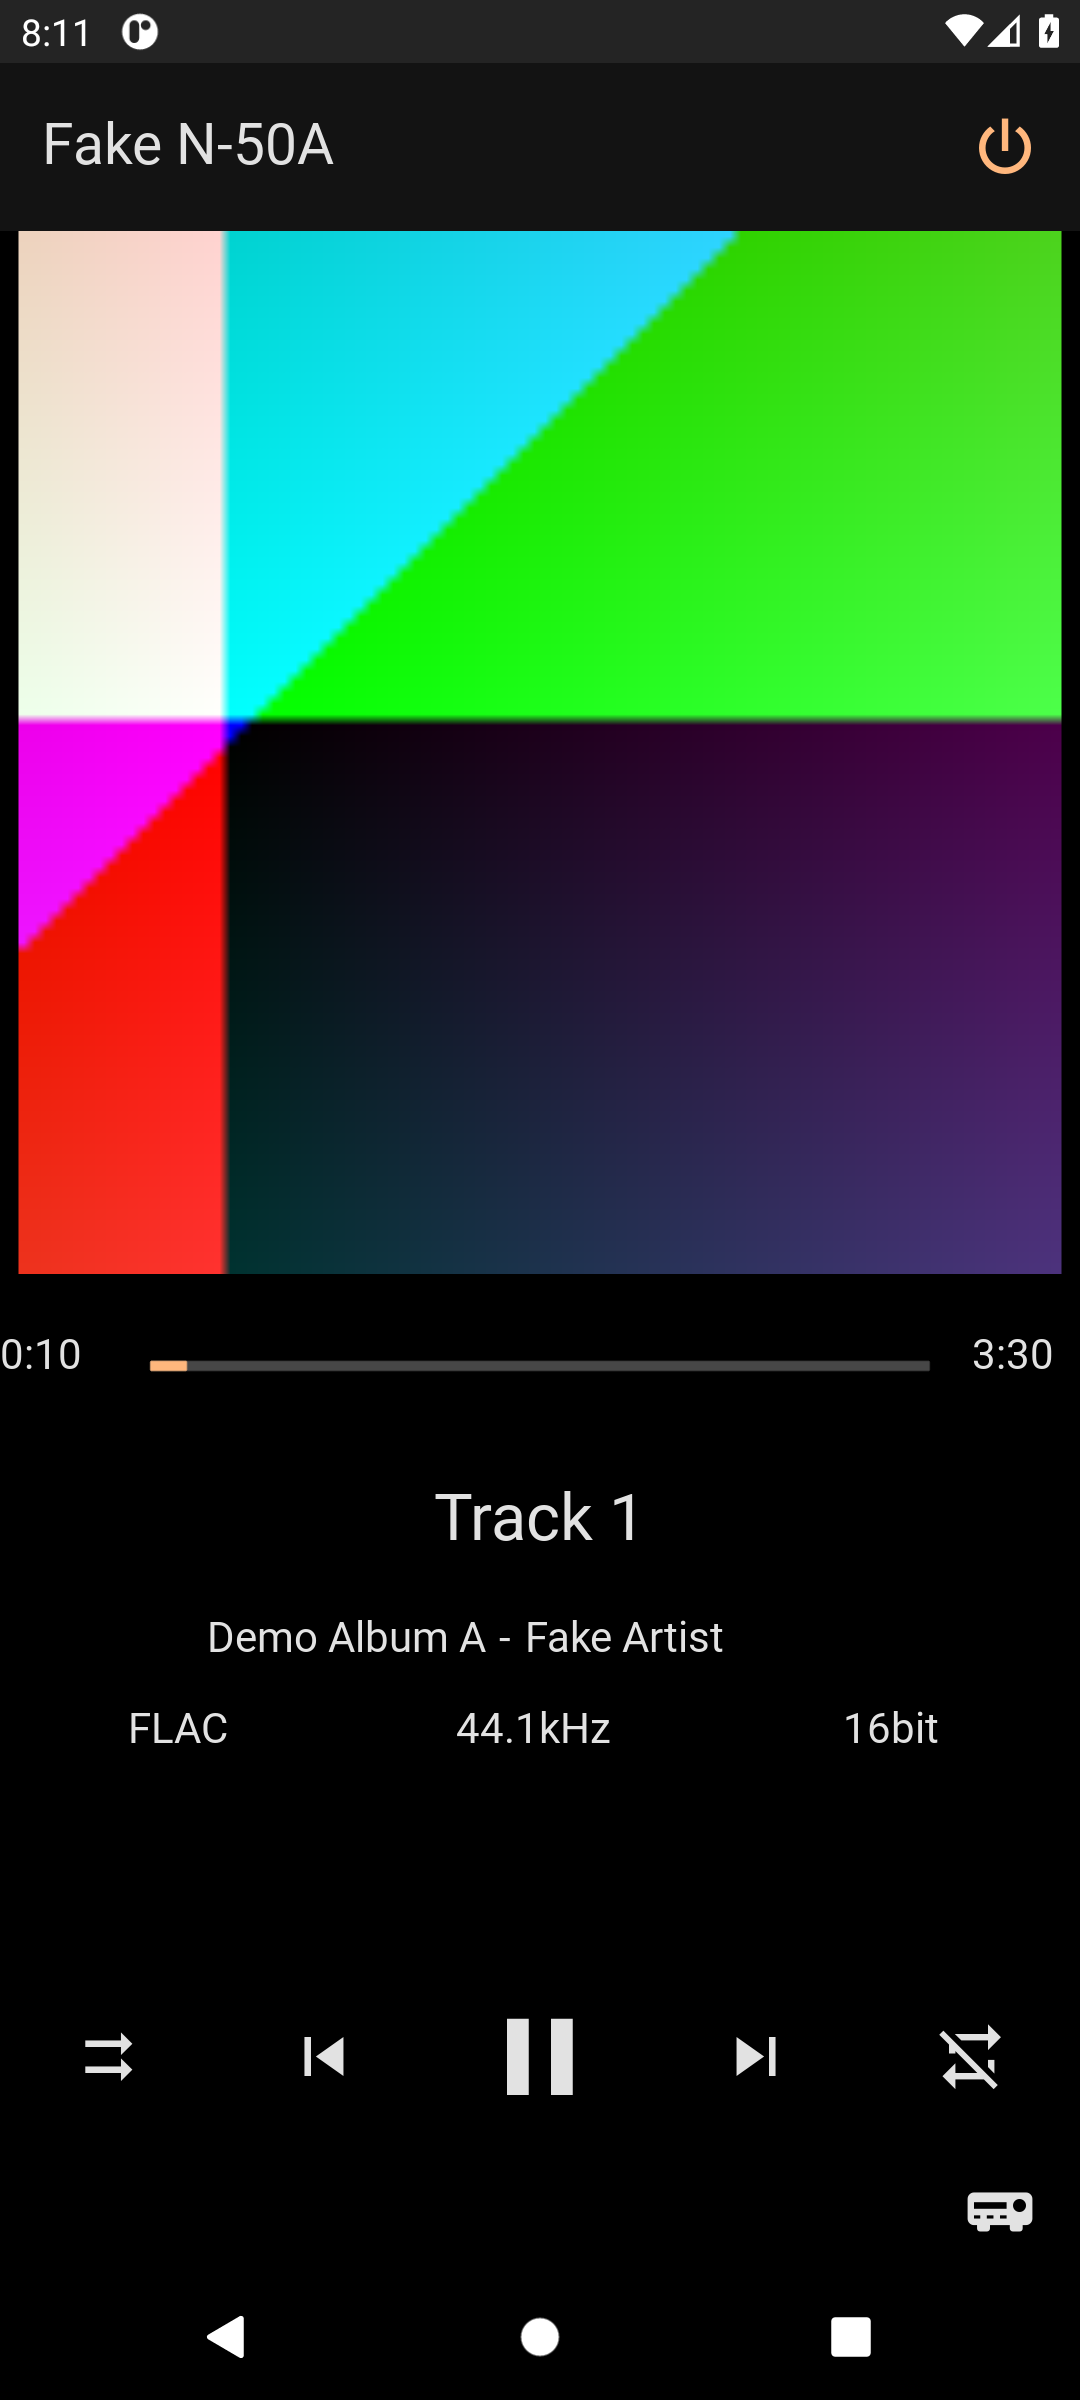 8:11
Fake N-50A
0:10
3:30
Track 1
Demo Album A - Fake Artist
FLAC 44.1kHz 16bit